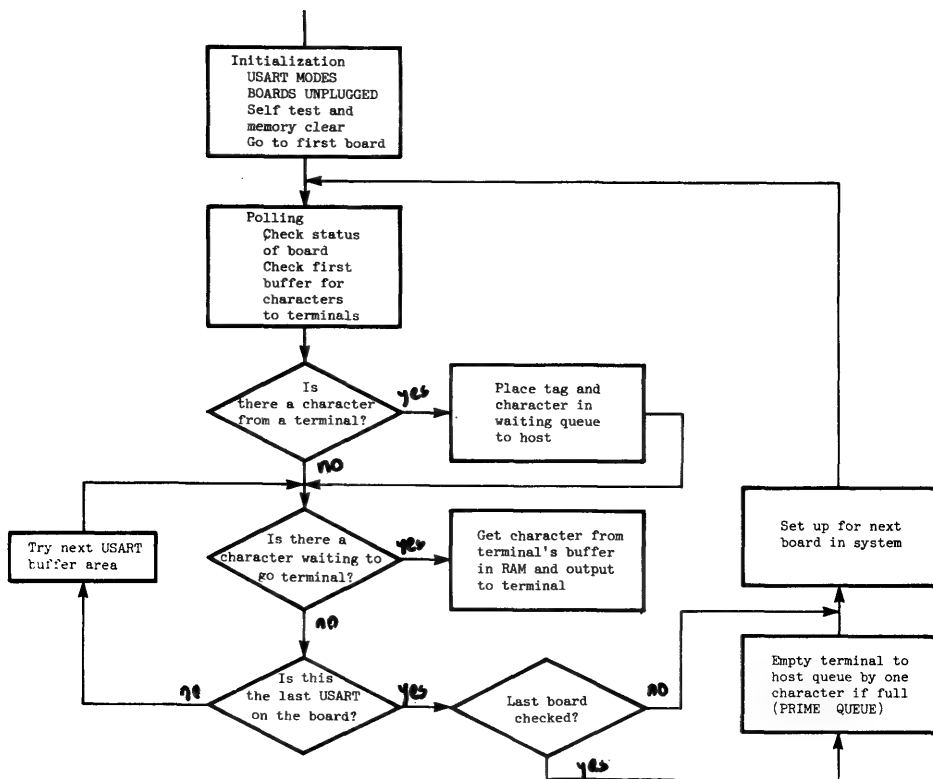 Initialization
USART MODES
BOARDS UNPLUGGED
Self test and
memory clear
Go to first board
Polling
Check status
of board
Check first
buffer for
characters
to terminals
Is
there a character
from a terminal?
yes
Place tag and
character in
waiting queue
to host
no
Try next USART
buffer area
Is there a
character waiting to
go terminal?
yes
Get character from
terminal's buffer
in RAM and output
to terminal
Set up for next
board in system
no
Is this
the last USART
on the board?
no
yes
Last board
checked?
no
yes
Empty terminal to
host queue by one
character if full
(PRIME QUEUE)